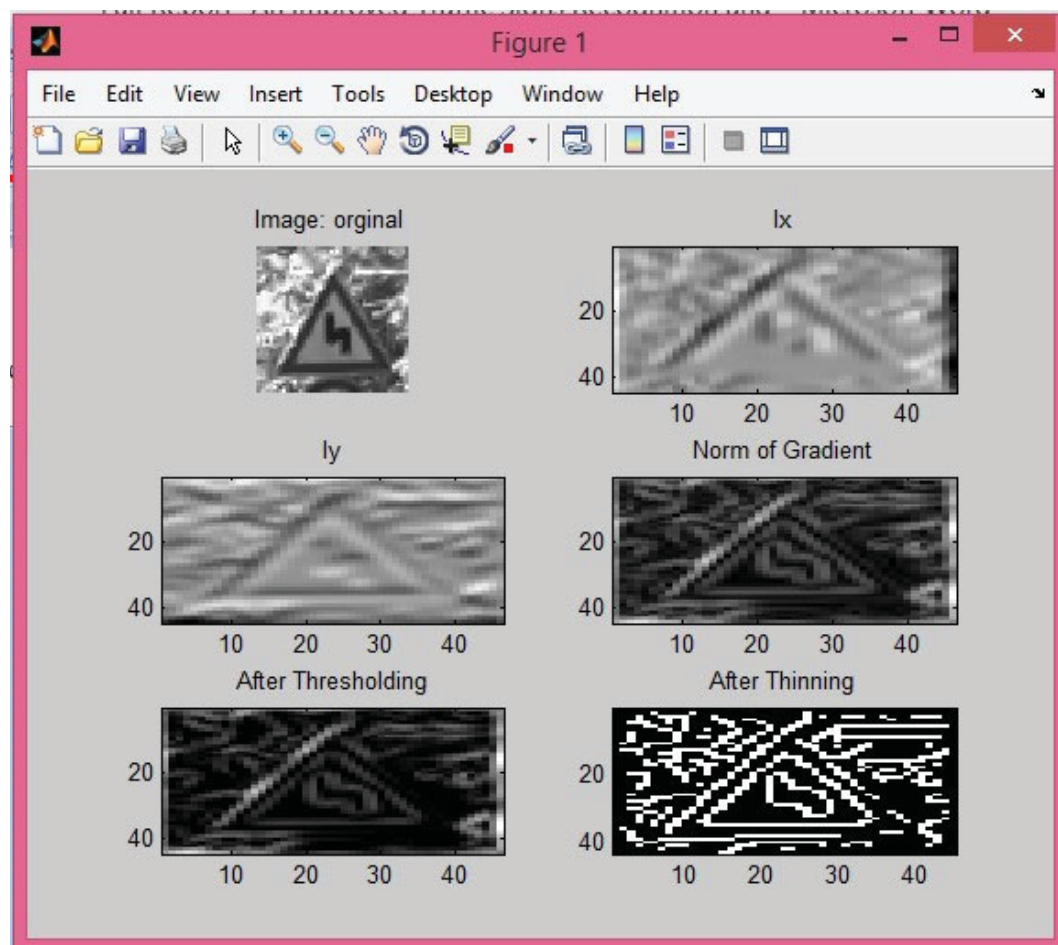 Figure 1
File Edit View Insert Tools Desktop Window Help
Image: orginal
Ix
20
40
10 20 30 40
Iy
20
40
10 20 30 40
Norm of Gradient
20
40
10 20 30 40
After Thresholding
20
40
10 20 30 40
After Thinning
20
40
10 20 30 40